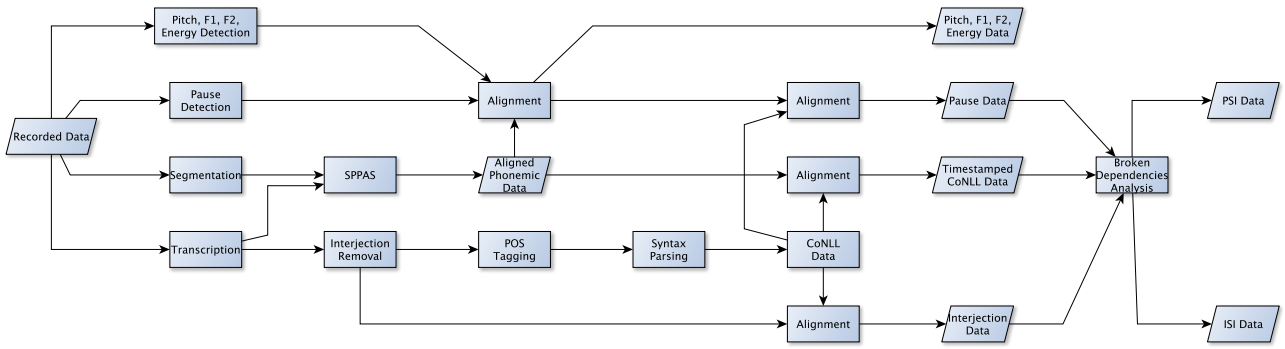 Pitch, F1, F2,
Energy Detection
Pitch, F1, F2,
Energy Data
Pause
Detection
Alignment
Alignment
Pause Data
PSI Data
Recorded Data
Segmentation
SPPAS
Aligned
Phonemic
Data
Alignment
Timestamped
CoNLL Data
Broken
Dependencies
Analysis
Transcription
Interjection
Removal
POS
Tagging
Syntax
Parsing
CoNLL
Data
Alignment
Interjection
Data
ISI Data